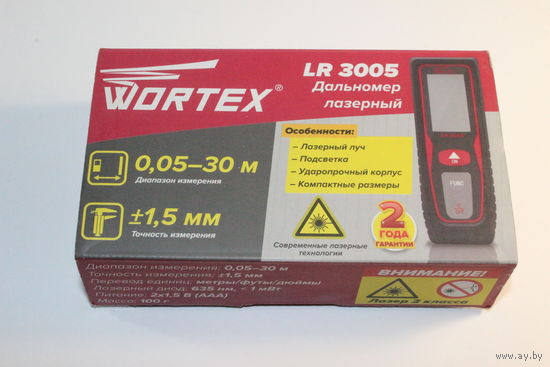 WORTEX®
LR 3005
Дальномер
лазерный
0,05–30 м
Диапазон измерения
±1,5 мм
Точность измерения
Особенности:
– Лазерный луч
– Подсветка
– Ударопрочный корпус
– Компактные размеры
Современные лазерные
технологии
2
ГОДА
ГАРАНТИИ
ON
FUNC
Диапазон измерения: 0,05–30 м
Точность измерения: ±1,5 мм
Перевод единиц: метры/футы/дюймы
Лазерный диод: 635 нм, < 1 мВт
Питание: 2х1,5 В (ААА)
Масса: 100 г
ВНИМАНИЕ!
Лазер 2 класса
www.ay.by